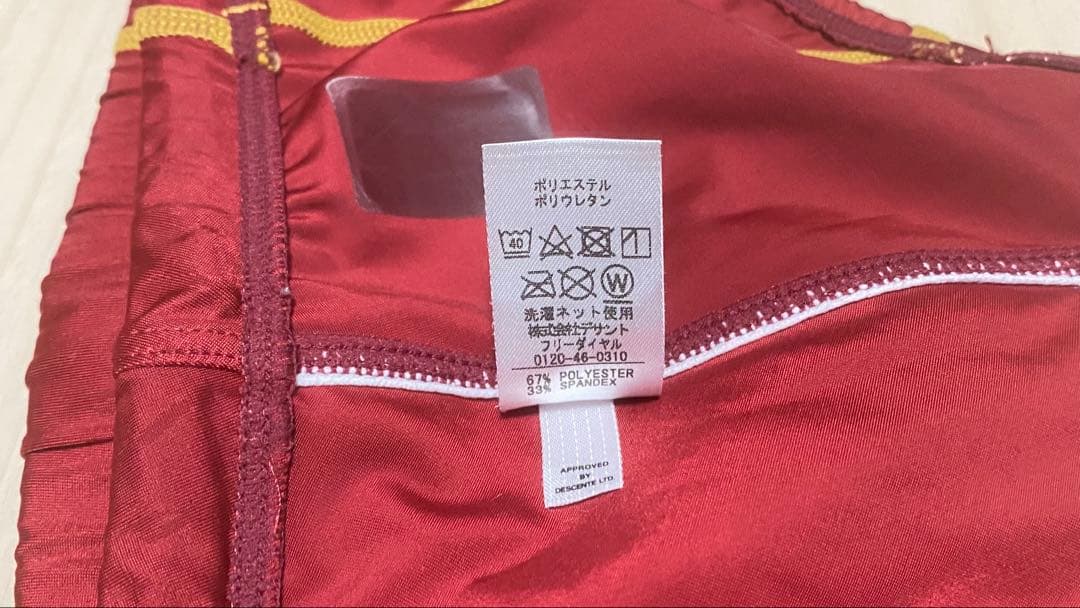 ポリエステル
ポリウレタン
40
W
洗濯ネット使用
株式会社デサント
フリーダイヤル
0120-46-0310
67% POLYESTER
33% SPANDEX
APPROVED
BY
DESCENTE LTD.